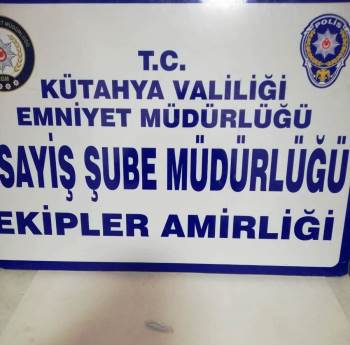 T.C.
KÜTAHYA VALİLİĞİ
EMNİYET MÜDÜRLÜĞÜ
SAYİŞ ŞUBE MÜDÜRLÜĞÜ
EKİPLER AMİRLİĞİ
POLİS